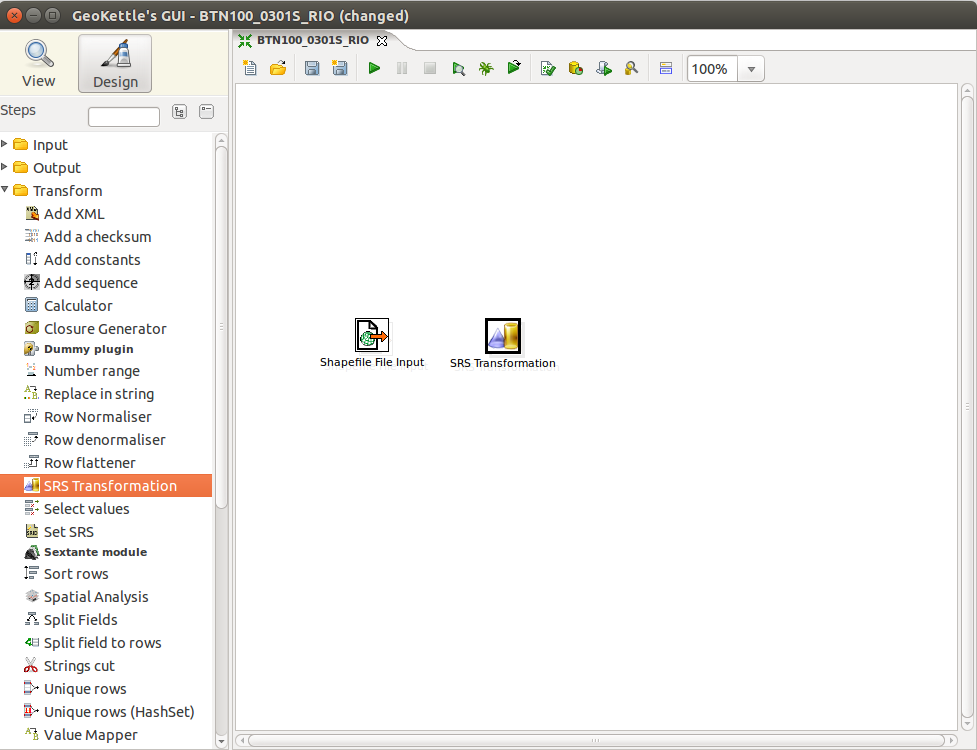 GeoKettle's GUI - BTN100_0301S_RIO (changed)
BTN100_0301S_RIO
View
Design
100%
Steps
Input
Output
Transform
Add XML
Add a checksum
Add constants
Add sequence
Calculator
Closure Generator
Dummy plugin
Number range
Replace in string
Row Normaliser
Row denormaliser
Row flattener
SRS Transformation
Select values
Set SRS
Sextante module
Sort rows
Spatial Analysis
Split Fields
Split field to rows
Strings cut
Unique rows
Unique rows (HashSet)
Value Mapper
Shapefile File Input
SRS Transformation